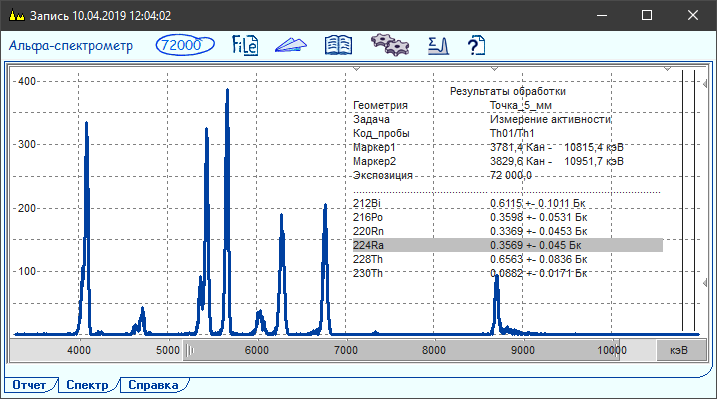 Запись 10.04.2019 12:04:02
Альфа-спектрометр 72000 FilE
Результаты обработки
Геометрия Точка_5_мм
Задача Измерение активности
Код_пробы Th01/Th1
Маркер1 3781,4 Кан - 10815,4 кэВ
Маркер2 3829,6 Кан - 10951,7 кэВ
Экспозиция 72 000,0
212Bi 0.6115 +- 0.1011 Бк
216Po 0.3598 +- 0.0531 Бк
220Rn 0.3369 +- 0.0453 Бк
224Ra 0.3569 +- 0.045 Бк
228Th 0.6563 +- 0.0836 Бк
230Th 0.0882 +- 0.0171 Бк
400
300
200
100
0
4000 5000 6000 7000 8000 9000 10000 кэВ
Отчет Спектр Справка